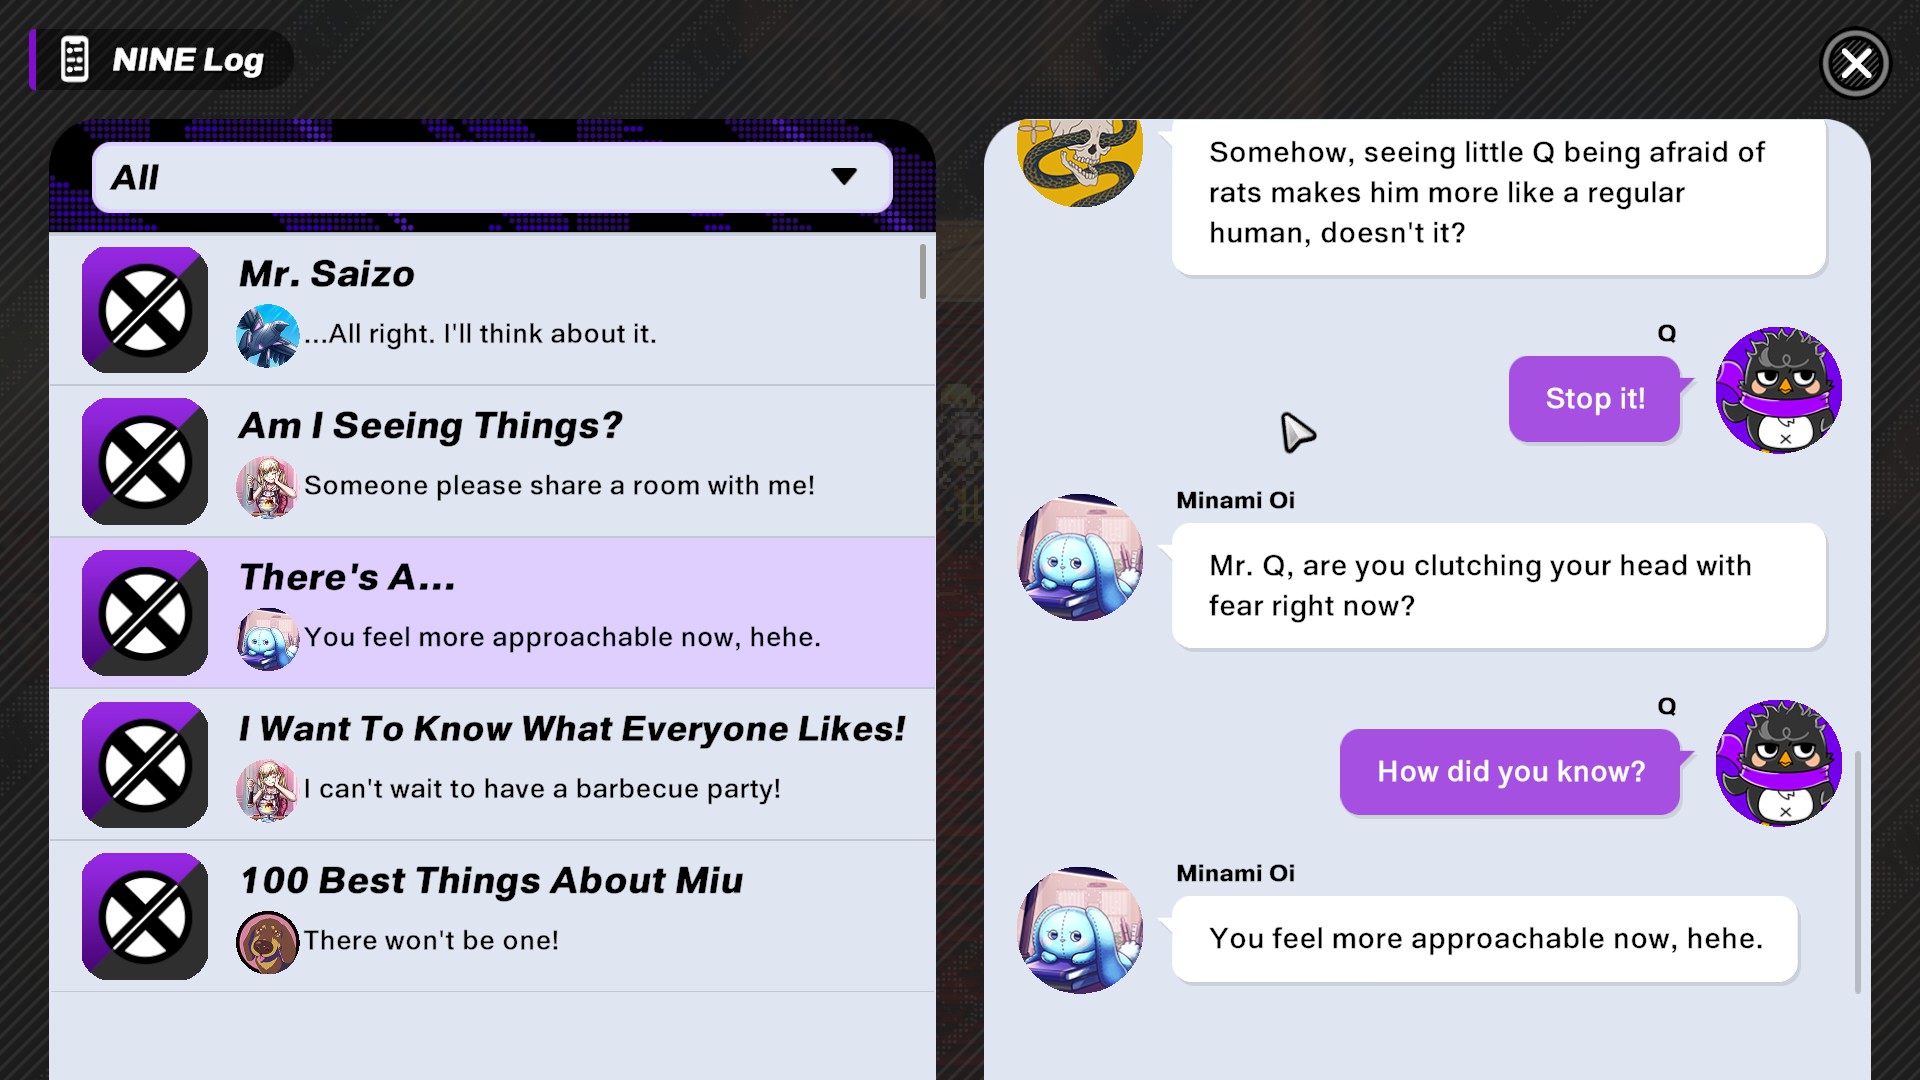 NINE Log
All
Mr. Saizo
...All right. I'll think about it.
Am I Seeing Things?
Someone please share a room with me!
There's A...
You feel more approachable now, hehe.
I Want To Know What Everyone Likes!
I can't wait to have a barbecue party!
100 Best Things About Miu
There won't be one!
Somehow, seeing little Q being afraid of
rats makes him more like a regular
human, doesn't it?
Q
Stop it!
Minami Oi
Mr. Q, are you clutching your head with
fear right now?
Q
How did you know?
Minami Oi
You feel more approachable now, hehe.